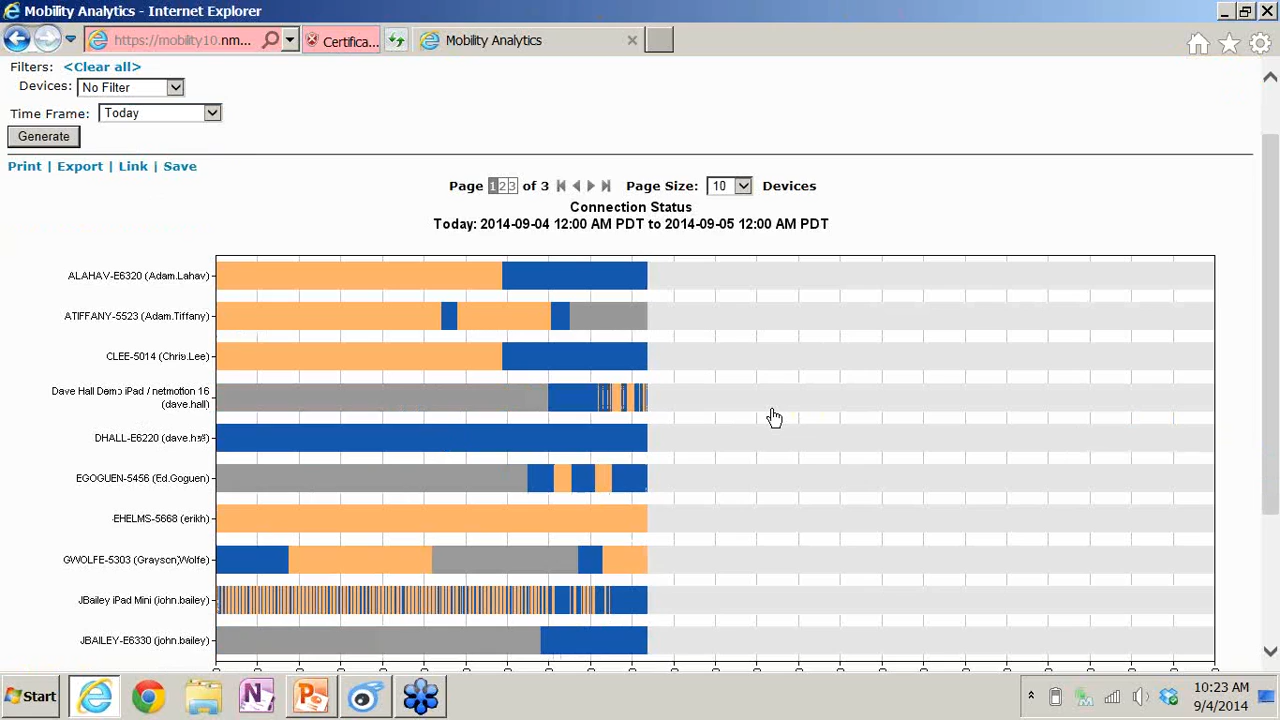 Mobility Analytics - Internet Explorer
https://mobility10.nm...
Certifica...
Mobility Analytics
Filters: <Clear all>
Devices: No Filter
Time Frame: Today
Generate
Print | Export | Link | Save
Page 1 2 3 of 3 Page Size: 10 Devices
Connection Status
Today: 2014-09-04 12:00 AM PDT to 2014-09-05 12:00 AM PDT
ALAHAV-E6320 (Adam.Lahav)
ATIFFANY-5523 (Adam.Tiffany)
CLEE-5014 (Chris.Lee)
Dave Hall Demo iPad / netmotion 16
(dave.hall)
DHALL-E6220 (dave.hall)
EGOGUEN-5456 (Ed.Goguen)
EHELMS-5668 (erikh)
GWOLFE-5303 (Grayson.Wolfe)
JBailey iPad Mini (john.bailey)
JBAILEY-E6330 (john.bailey)
Start
10:23 AM
9/4/2014